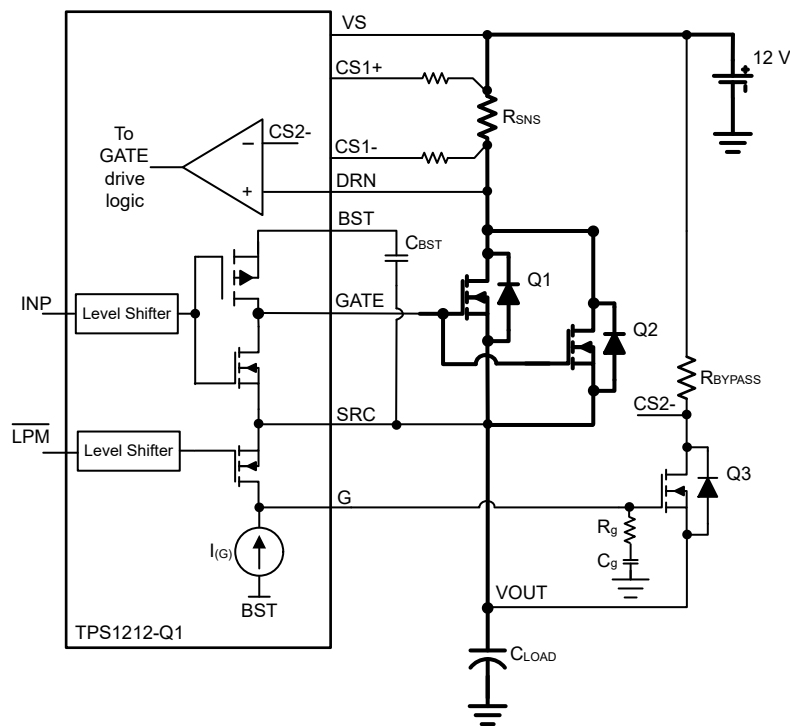 VS
12 V
CS1+
RSNS
To
GATE
drive
logic
−
CS2-
+
CS1-
DRN
BST
CBST
INP
Level Shifter
GATE
Q1
Q2
RBYPASS
CS2-
LPM
Level Shifter
SRC
Q3
G
Rg
Cg
I(G)
BST
VOUT
TPS1212-Q1
CLOAD